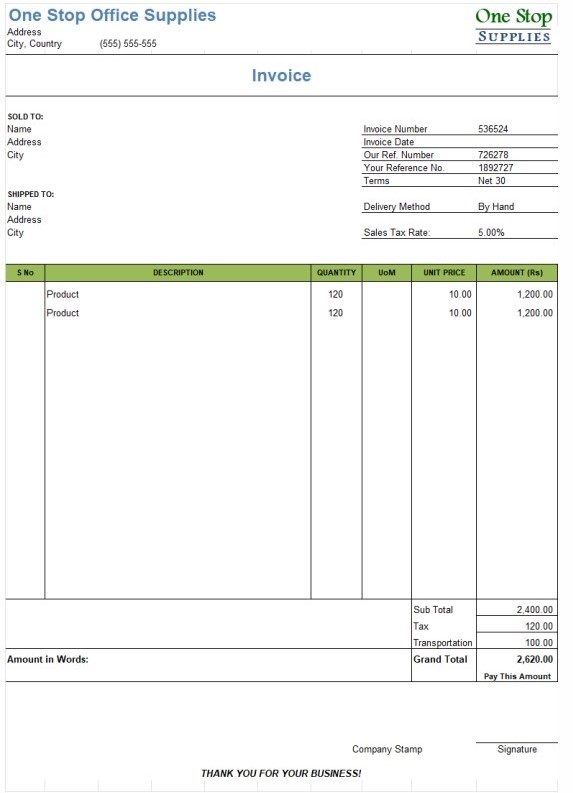 One Stop Office Supplies
One Stop
SUPPLIES
Address
City, Country (555) 555-555
Invoice
SOLD TO:
Name
Address
City
Invoice Number 536524
Invoice Date
Our Ref. Number 726278
Your Reference No. 1892727
Terms Net 30
SHIPPED TO:
Name
Address
City
Delivery Method By Hand
Sales Tax Rate: 5.00%
S No DESCRIPTION QUANTITY UoM UNIT PRICE AMOUNT (Rs)
Product 120 10.00 1,200.00
Product 120 10.00 1,200.00
Sub Total 2,400.00
Tax 120.00
Transportation 100.00
Amount in Words: Grand Total 2,620.00
Pay This Amount
Company Stamp Signature
THANK YOU FOR YOUR BUSINESS!